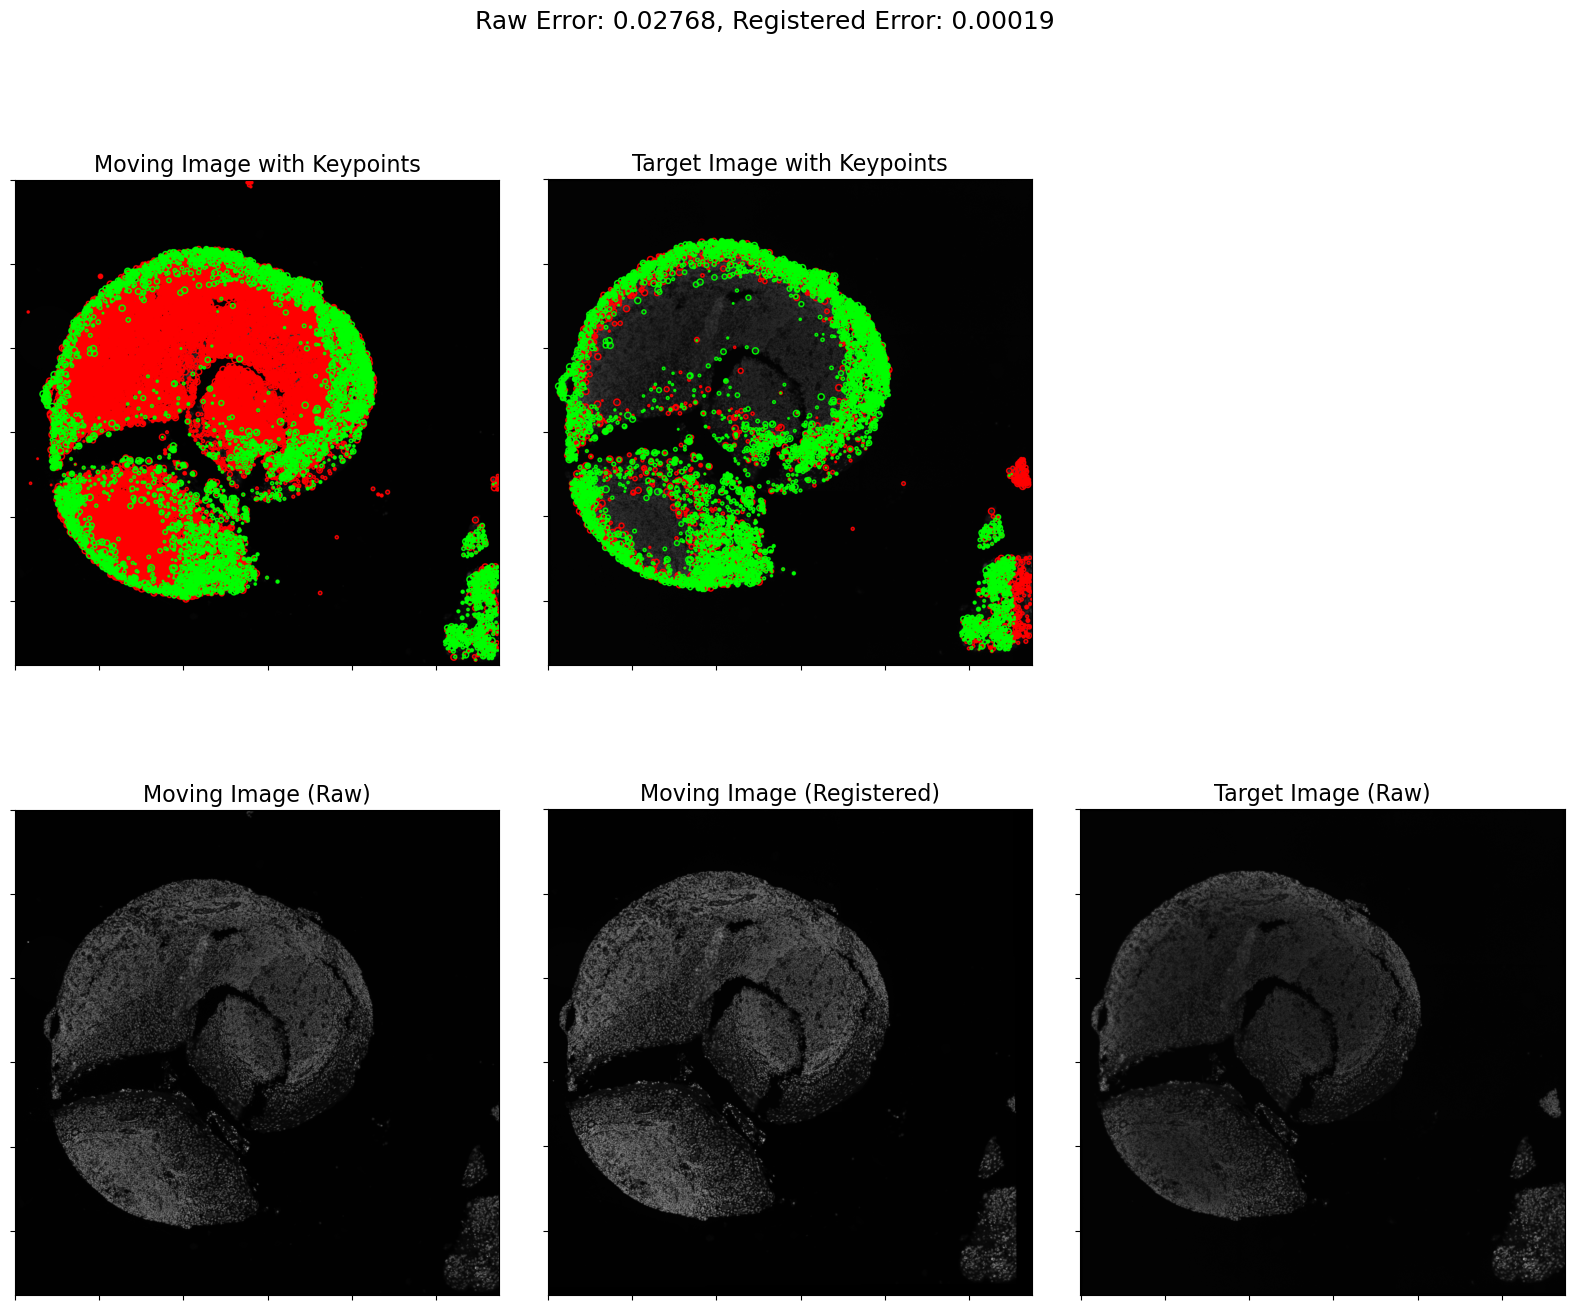 Raw Error: 0.02768, Registered Error: 0.00019
Moving Image with Keypoints
Target Image with Keypoints
Moving Image (Raw)
Moving Image (Registered)
Target Image (Raw)